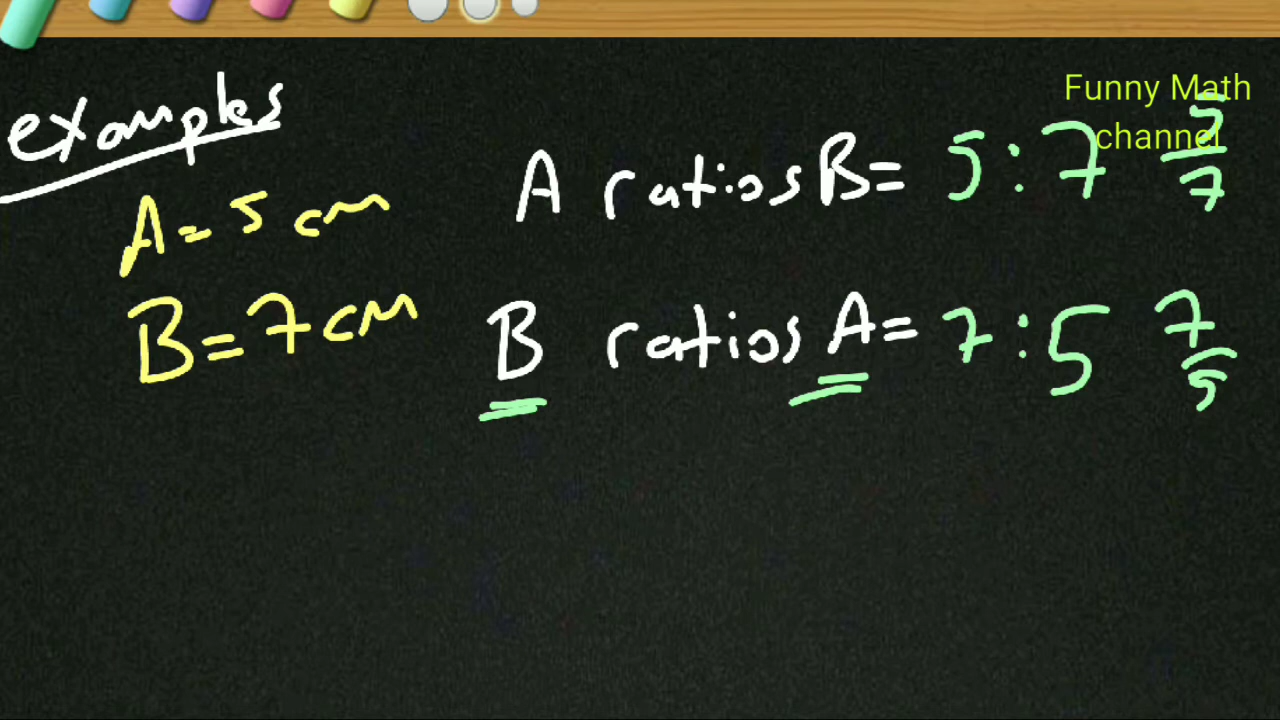 examples
Funny Math
channel
A = 5 cm
A ratios B = 5 : 7 5/7
B = 7 cm
B ratios A = 7 : 5 7/5